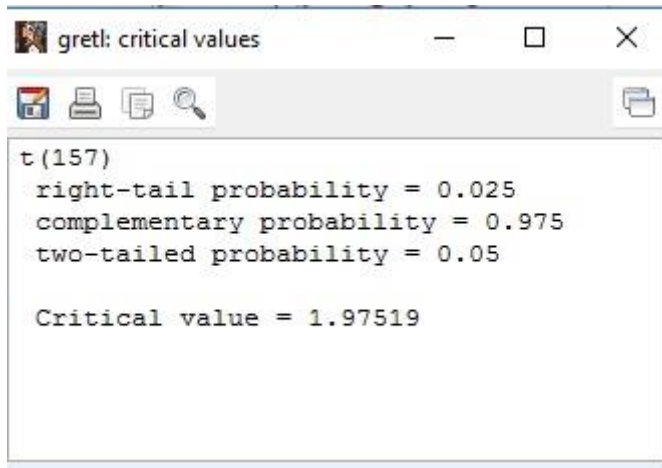 gretl: critical values
t(157)
right-tail probability = 0.025
complementary probability = 0.975
two-tailed probability = 0.05
Critical value = 1.97519